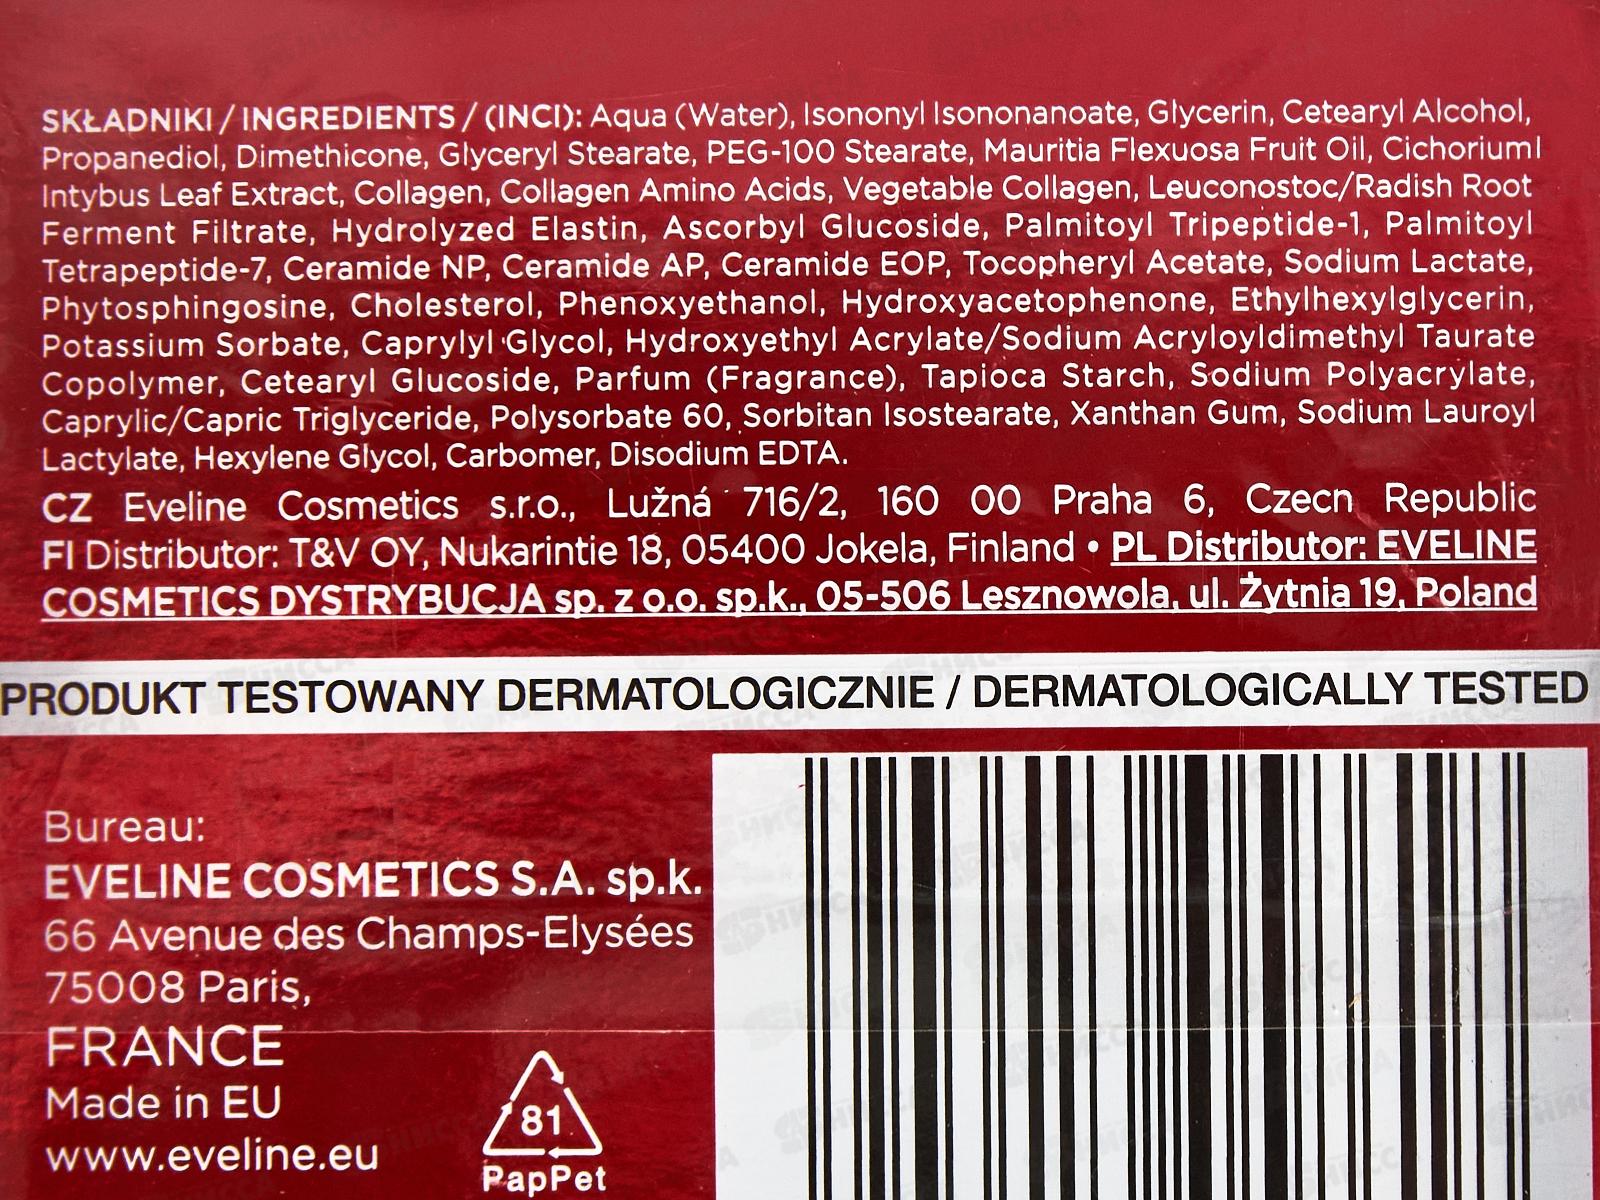 SKŁADNIKI / INGREDIENTS / (INCI): Aqua (Water), Isononyl Isononanoate, Glycerin, Cetearyl Alcohol,
Propanediol, Dimethicone, Glyceryl Stearate, PEG-100 Stearate, Mauritia Flexuosa Fruit Oil, Cichoriuml
Intybus Leaf Extract, Collagen, Collagen Amino Acids, Vegetable Collagen, Leuconostoc/Radish Root
Ferment Filtrate, Hydrolyzed Elastin, Ascorbyl Glucoside, Palmitoyl Tripeptide-1, Palmitoyl
Tetrapeptide-7, Ceramide NP, Ceramide AP, Ceramide EOP, Tocopheryl Acetate, Sodium Lactate,
Phytosphingosine, Cholesterol, Phenoxyethanol, Hydroxyacetophenone, Ethylhexylglycerin,
Potassium Sorbate, Caprylyl Glycol, Hydroxyethyl Acrylate/Sodium Acryloyldimethyl Taurate
Copolymer, Cetearyl Glucoside, Parfum (Fragrance), Tapioca Starch, Sodium Polyacrylate,
Caprylic/Capric Triglyceride, Polysorbate 60, Sorbitan Isostearate, Xanthan Gum, Sodium Lauroyl
Lactylate, Hexylene Glycol, Carbomer, Disodium EDTA.
CZ Eveline Cosmetics s.r.o., Lužná 716/2, 160 00 Praha 6, Czecn Republic
FI Distributor: T&V OY, Nukarintie 18, 05400 Jokela, Finland • PL Distributor: EVELINE
COSMETICS DYSTRYBUCJA sp. z o.o. sp.k., 05-506 Lesznowola, ul. Żytnia 19, Poland
PRODUKT TESTOWANY DERMATOLOGICZNIE / DERMATOLOGICALLY TESTED
Bureau:
EVELINE COSMETICS S.A. sp.k.
66 Avenue des Champs-Elysées
75008 Paris,
FRANCE
Made in EU
www.eveline.eu
81
PapPet